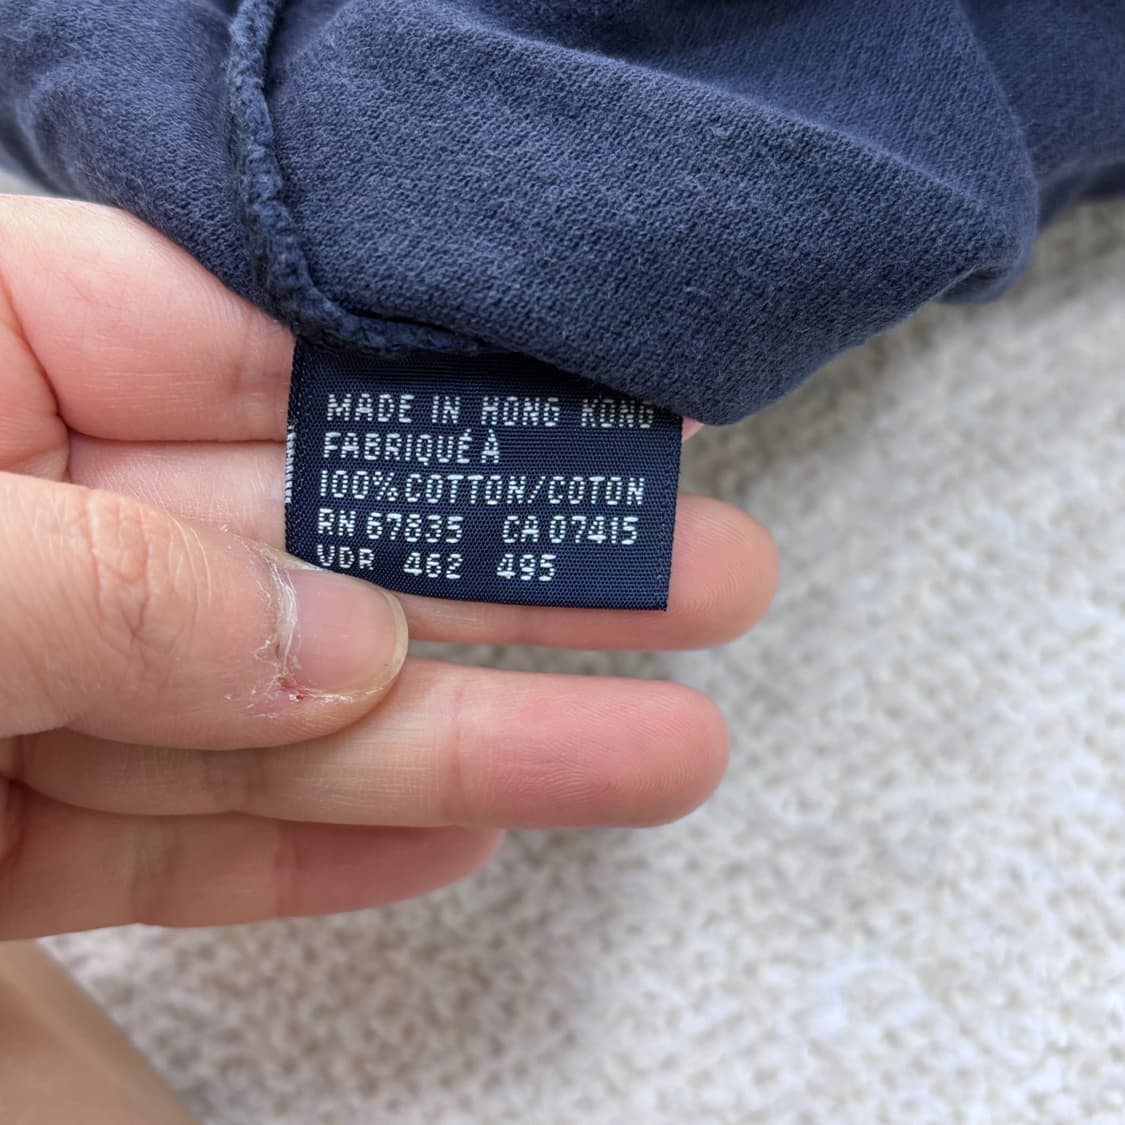 MADE IN HONG KONG
FABRIQUÉ À
100% COTTON/COTON
RN 67835 CA 07415
VDR 462 495